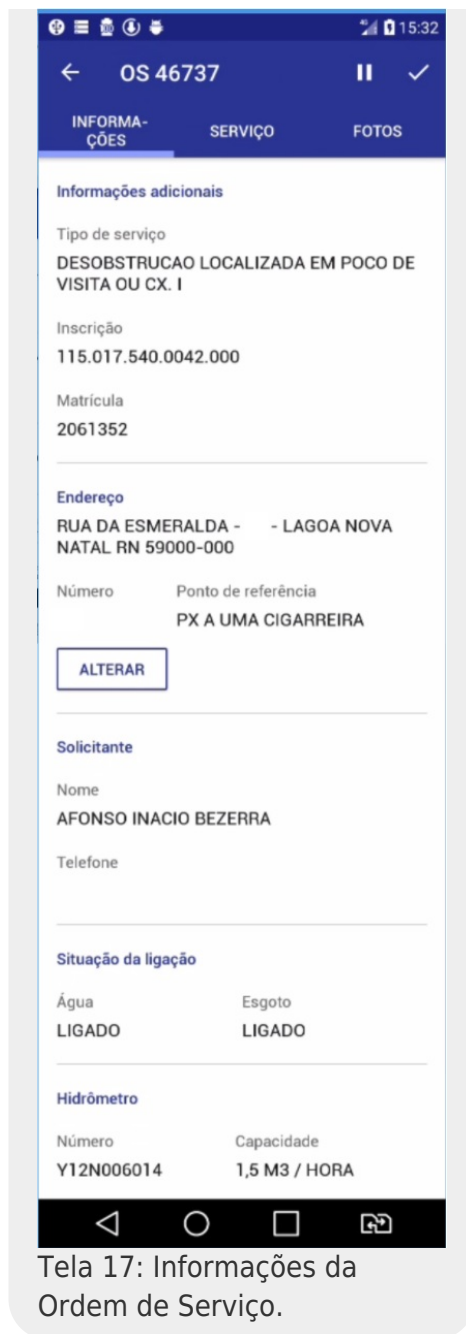 15:32
OS 46737
INFORMA-
ÇÕES
SERVIÇO
FOTOS
Informações adicionais
Tipo de serviço
DESOBSTRUCAO LOCALIZADA EM POCO DE
VISITA OU CX. I
Inscrição
115.017.540.0042.000
Matrícula
2061352
Endereço
RUA DA ESMERALDA - - LAGOA NOVA
NATAL RN 59000-000
Número Ponto de referência
PX A UMA CIGARREIRA
ALTERAR
Solicitante
Nome
AFONSO INACIO BEZERRA
Telefone
Situação da ligação
Água Esgoto
LIGADO LIGADO
Hidrômetro
Número Capacidade
Y12N006014 1,5 M3 / HORA
Tela 17: Informações da
Ordem de Serviço.